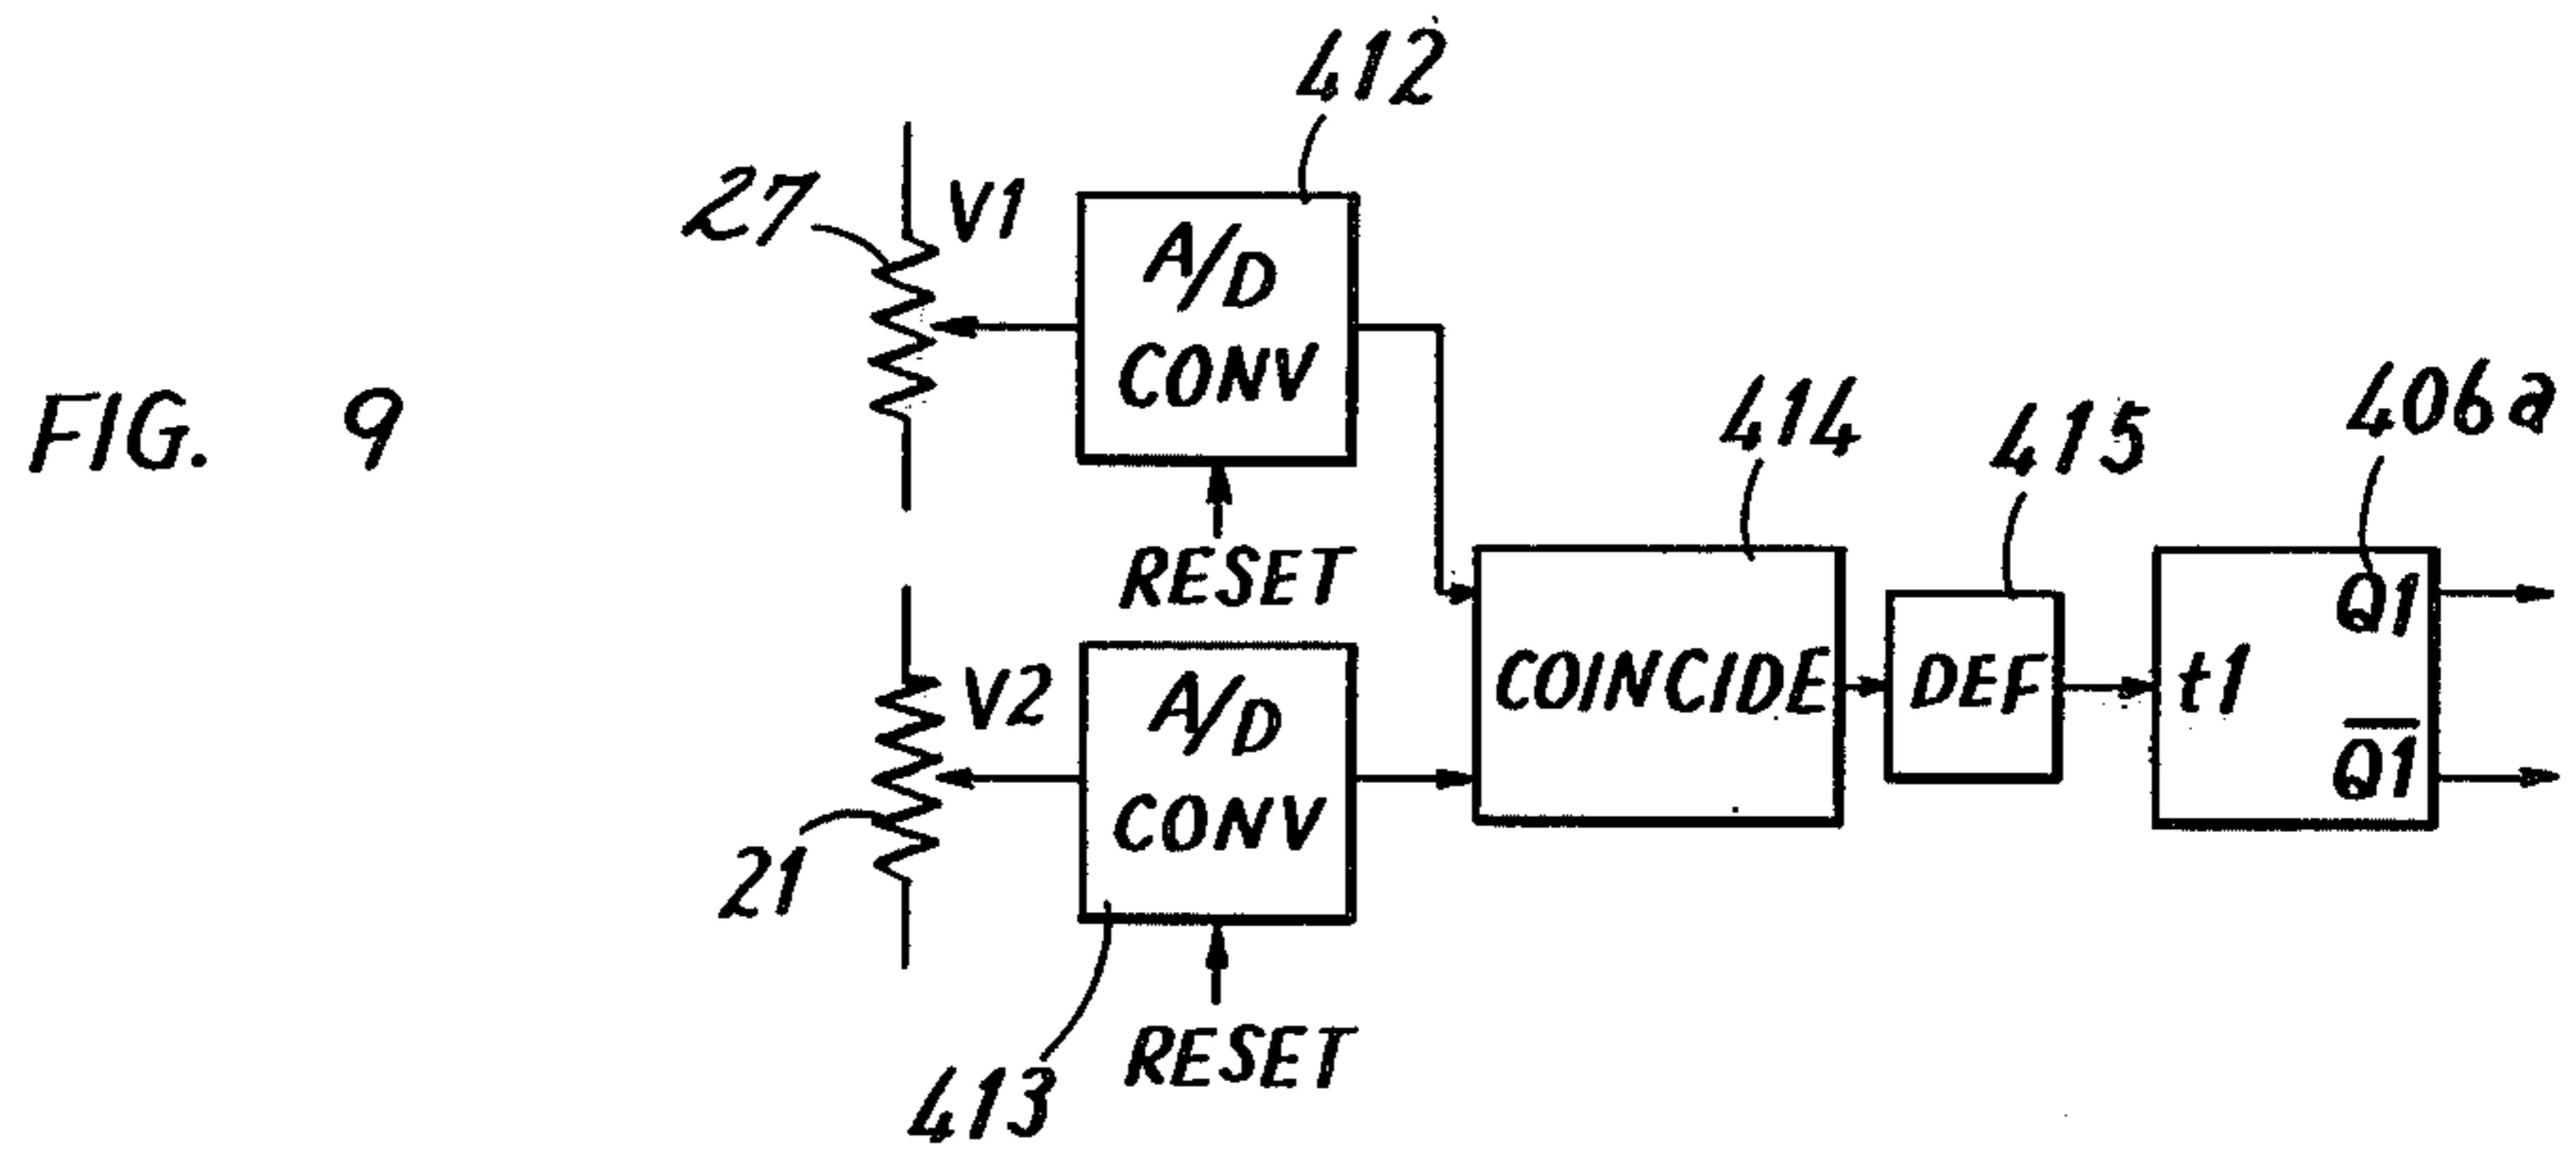 FIG. 9
412
27
V1
A/D
CONV
RESET
414
415
406a
V2
A/D
CONV
COINCIDE
DEF
t1
Q1
Q̅1̅
21
413
RESET